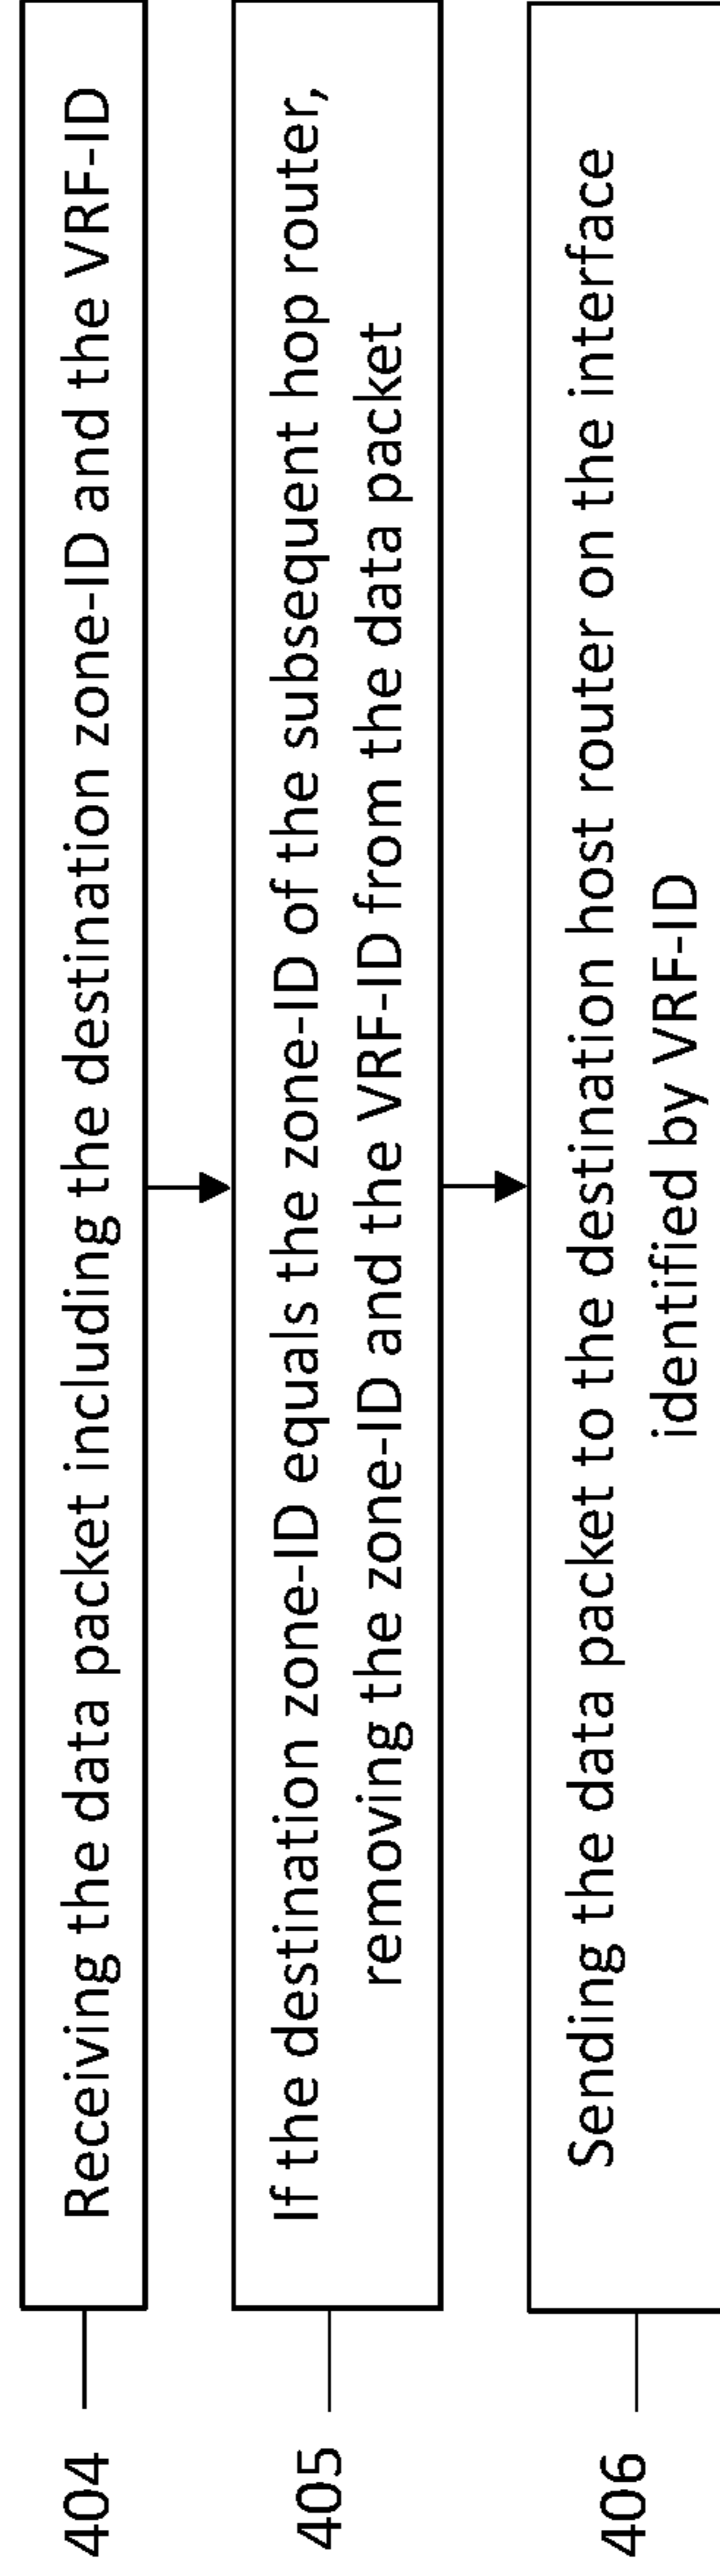 404
Receiving the data packet including the destination zone-ID and the VRF-ID
405
If the destination zone-ID equals the zone-ID of the subsequent hop router,
removing the zone-ID and the VRF-ID from the data packet
406
Sending the data packet to the destination host router on the interface
identified by VRF-ID